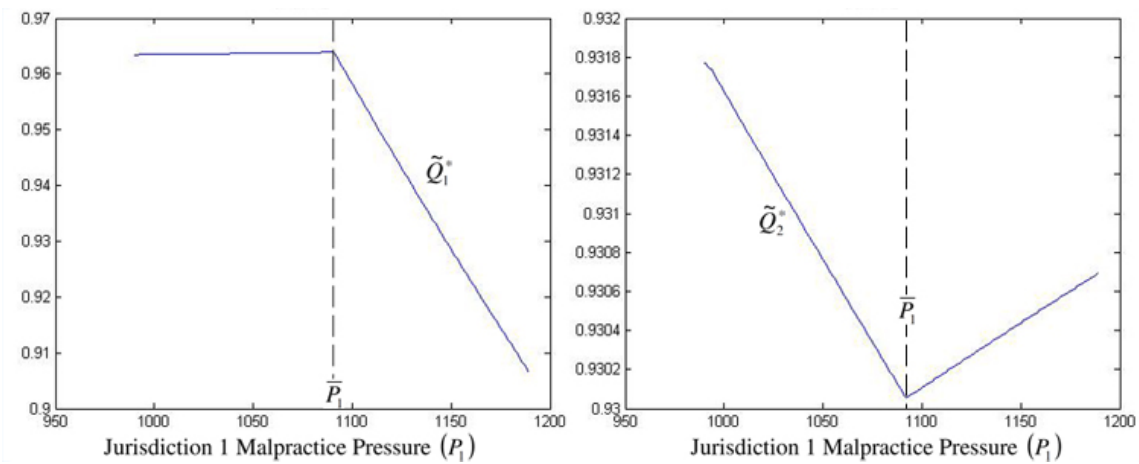 0.97
0.96
0.95
0.94
0.93
0.92
0.91
0.9
950 1000 1050 1100 1150 1200
Q̃₁*
P̅₁
Jurisdiction 1 Malpractice Pressure (P₁)
0.932
0.9318
0.9316
0.9314
0.9312
0.931
0.9308
0.9306
0.9304
0.9302
0.93
950 1000 1050 1100 1150 1200
Q̃₂*
P̅₁
Jurisdiction 1 Malpractice Pressure (P₁)